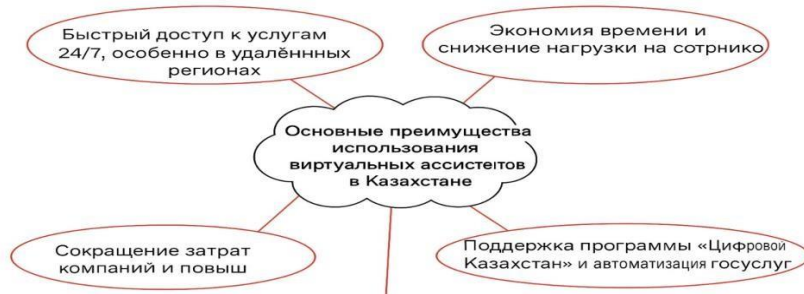 Быстрый доступ к услугам
24/7, особенно в удалённных
регионах
Экономия времени и
снижение нагрузки на сотрнико
Основные преимущества
использования
виртуальных ассистетов
в Казахстане
Сокращение затрат
компаний и повыш
Поддержка программы «Цифровой
Казахстан» и автоматизация госуслуг